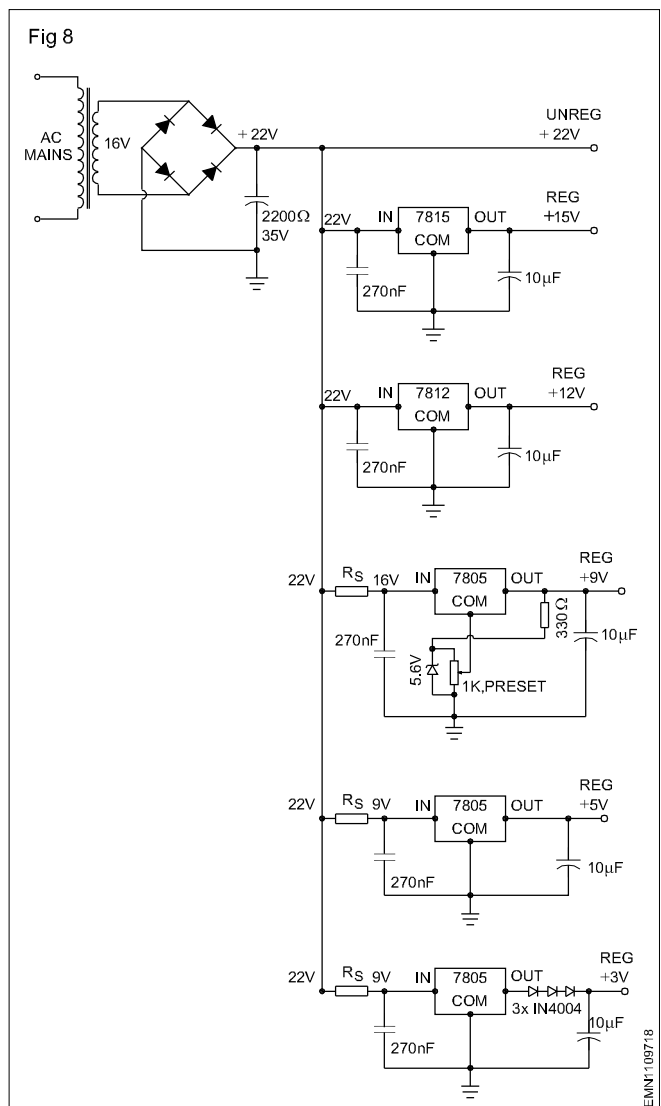 Fig 8
AC
MAINS
16V
+ 22V
2200Ω
35V
UNREG
+ 22V
22V
IN
7815
COM
OUT
REG
+15V
270nF
10µF
22V
IN
7812
COM
OUT
REG
+12V
270nF
10µF
22V
RS
16V
IN
7805
COM
OUT
REG
+9V
270nF
5.6V
1K,PRESET
330Ω
10µF
22V
RS
9V
IN
7805
COM
OUT
REG
+5V
270nF
10µF
22V
RS
9V
IN
7805
COM
OUT
REG
+3V
3x IN4004
270nF
10µF
EMN1109718